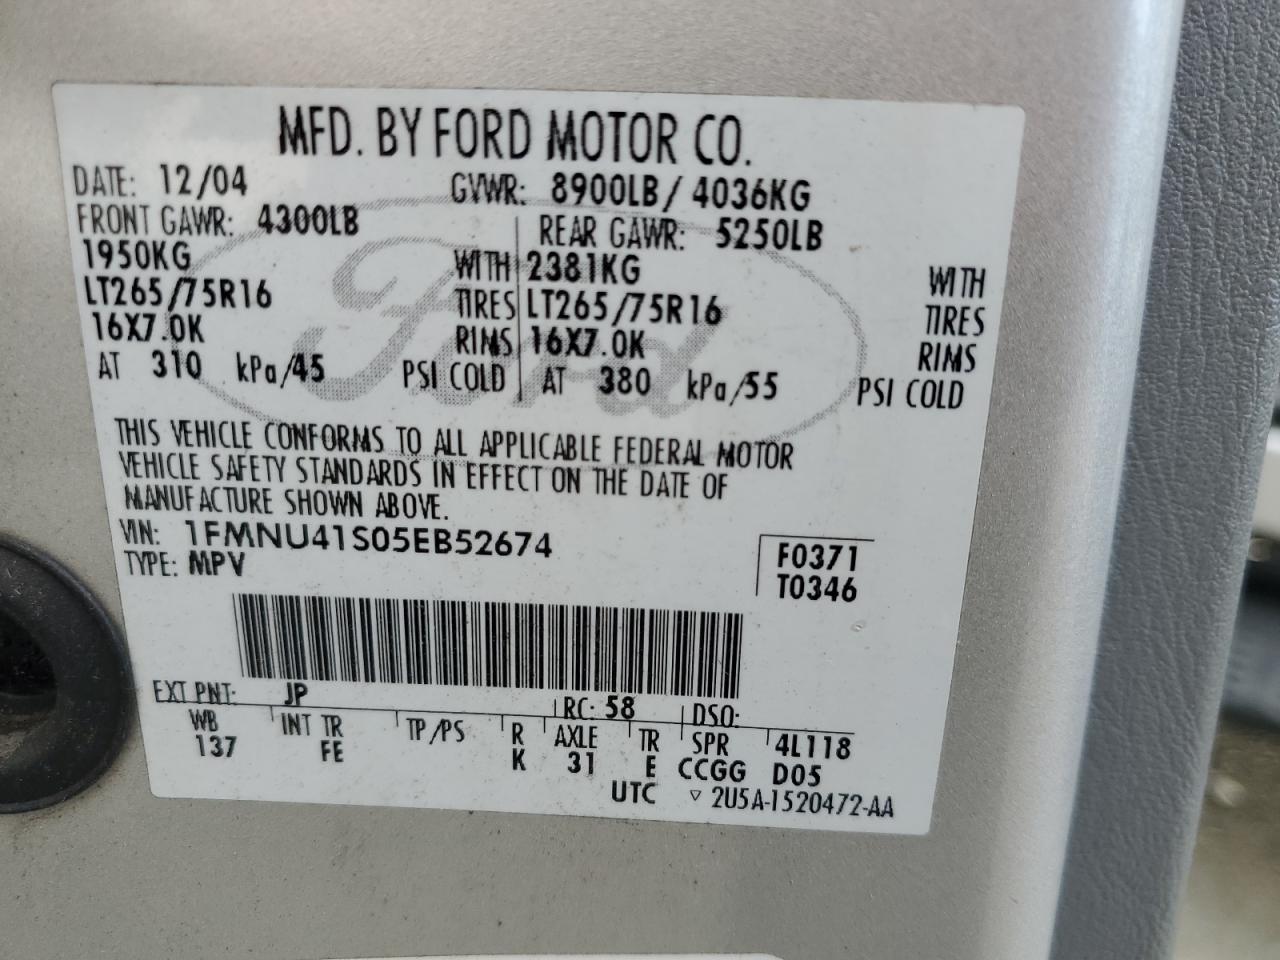 MFD. BY FORD MOTOR CO.
DATE: 12/04 GVWR: 8900LB / 4036KG
FRONT GAWR: 4300LB REAR GAWR: 5250LB
1950KG WITH 2381KG WITH
LT265/75R16 TIRES LT265/75R16 TIRES
16X7.0K RIMS 16X7.0K RIMS
AT 310 kPa/45 PSI COLD AT 380 kPa/55 PSI COLD
Ford
THIS VEHICLE CONFORMS TO ALL APPLICABLE FEDERAL MOTOR
VEHICLE SAFETY STANDARDS IN EFFECT ON THE DATE OF
MANUFACTURE SHOWN ABOVE.
VIN: 1FMNU41S05EB52674
TYPE: MPV
F0371
T0346
EXT PNT: JP RC: 58 DSO:
WB INT TR TP/PS R AXLE TR SPR 4L118
137 FE K 31 E CCGG D05
UTC ▽ 2U5A-1520472-AA